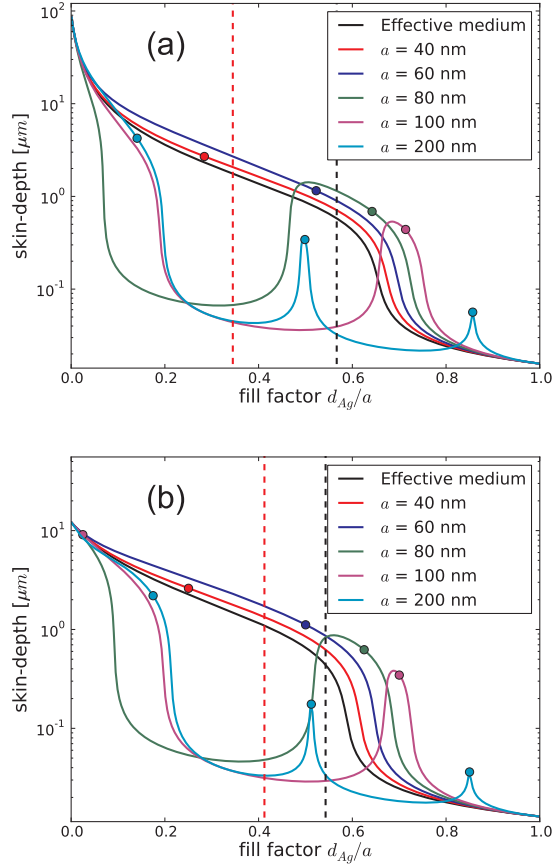 (a)
Effective medium
a = 40 nm
a = 60 nm
a = 80 nm
a = 100 nm
a = 200 nm
skin-depth [μm]
10²
10¹
10⁰
10⁻¹
0.0 0.2 0.4 0.6 0.8 1.0
fill factor d_Ag/a
(b)
Effective medium
a = 40 nm
a = 60 nm
a = 80 nm
a = 100 nm
a = 200 nm
skin-depth [μm]
10¹
10⁰
10⁻¹
0.0 0.2 0.4 0.6 0.8 1.0
fill factor d_Ag/a